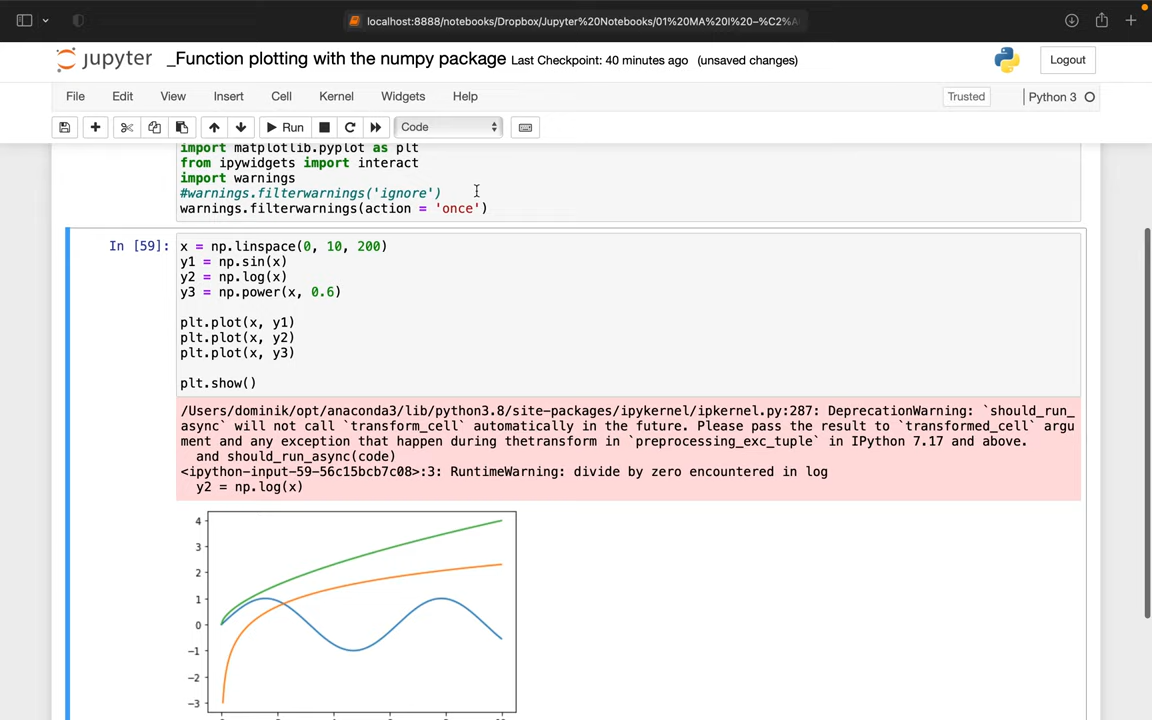 localhost:8888/notebooks/Dropbox/Jupyter%20Notebooks/01%20MA%20I%20–%C2%A
jupyter _Function plotting with the numpy package Last Checkpoint: 40 minutes ago (unsaved changes) Logout
File Edit View Insert Cell Kernel Widgets Help Trusted Python 3
Run Code
import matplotlib.pyplot as plt
from ipywidgets import interact
import warnings
#warnings.filterwarnings('ignore')
warnings.filterwarnings(action = 'once')
In [59]: x = np.linspace(0, 10, 200)
y1 = np.sin(x)
y2 = np.log(x)
y3 = np.power(x, 0.6)
plt.plot(x, y1)
plt.plot(x, y2)
plt.plot(x, y3)
plt.show()
/Users/dominik/opt/anaconda3/lib/python3.8/site-packages/ipykernel/ipkernel.py:287: DeprecationWarning: `should_run_
async` will not call `transform_cell` automatically in the future. Please pass the result to `transformed_cell` argu
ment and any exception that happen during thetransform in `preprocessing_exc_tuple` in IPython 7.17 and above.
and should_run_async(code)
<ipython-input-59-56c15bcb7c08>:3: RuntimeWarning: divide by zero encountered in log
y2 = np.log(x)
4
3
2
1
0
-1
-2
-3